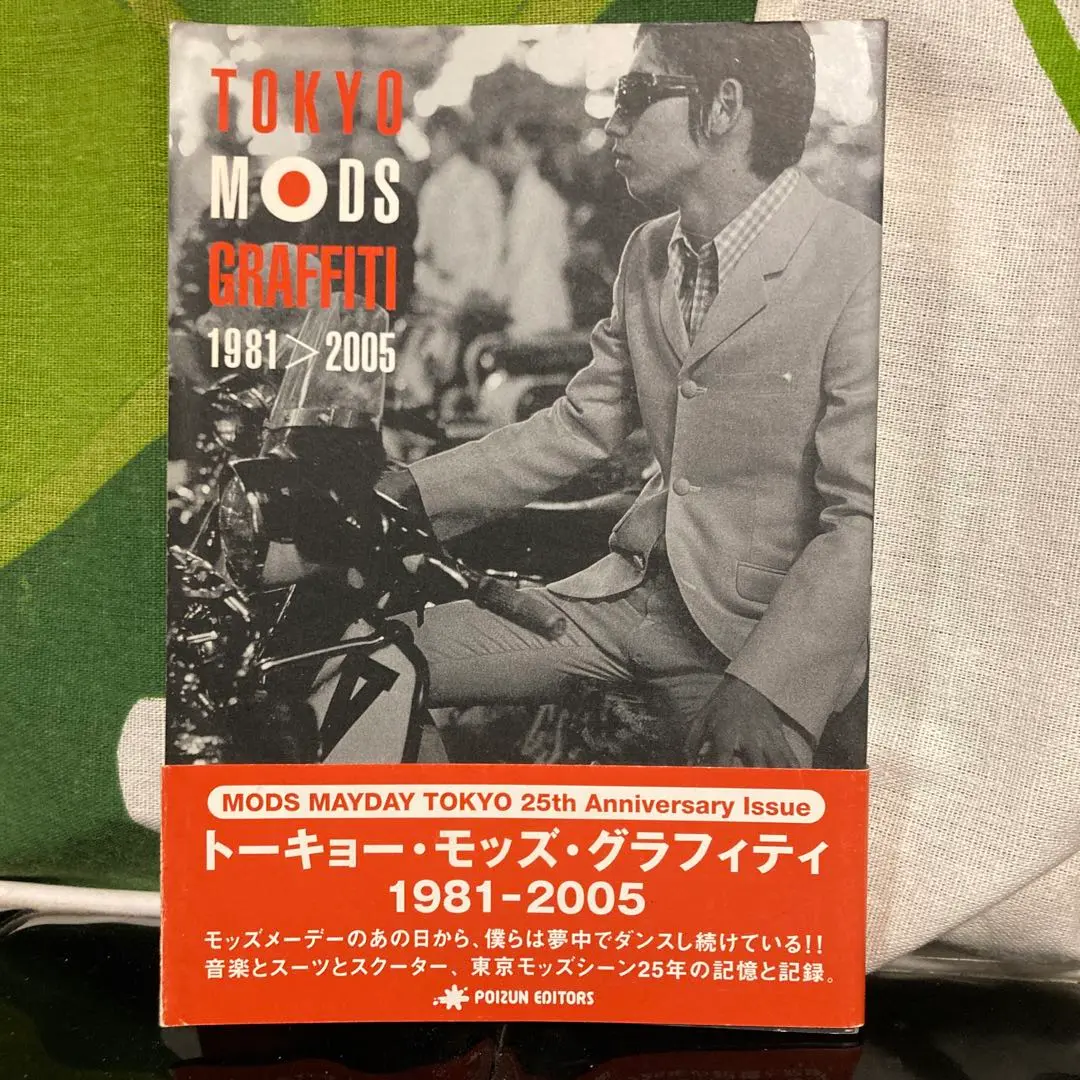 TOKYO
MODS
GRAFFITI
1981>2005
MODS MAYDAY TOKYO 25th Anniversary Issue
トーキョー・モッズ・グラフィティ
1981-2005
モッズメーデーのあの日から、僕らは夢中でダンスし続けている!!
音楽とスーツとスクーター、東京モッズシーン25年の記憶と記録。
POIZUN EDITORS